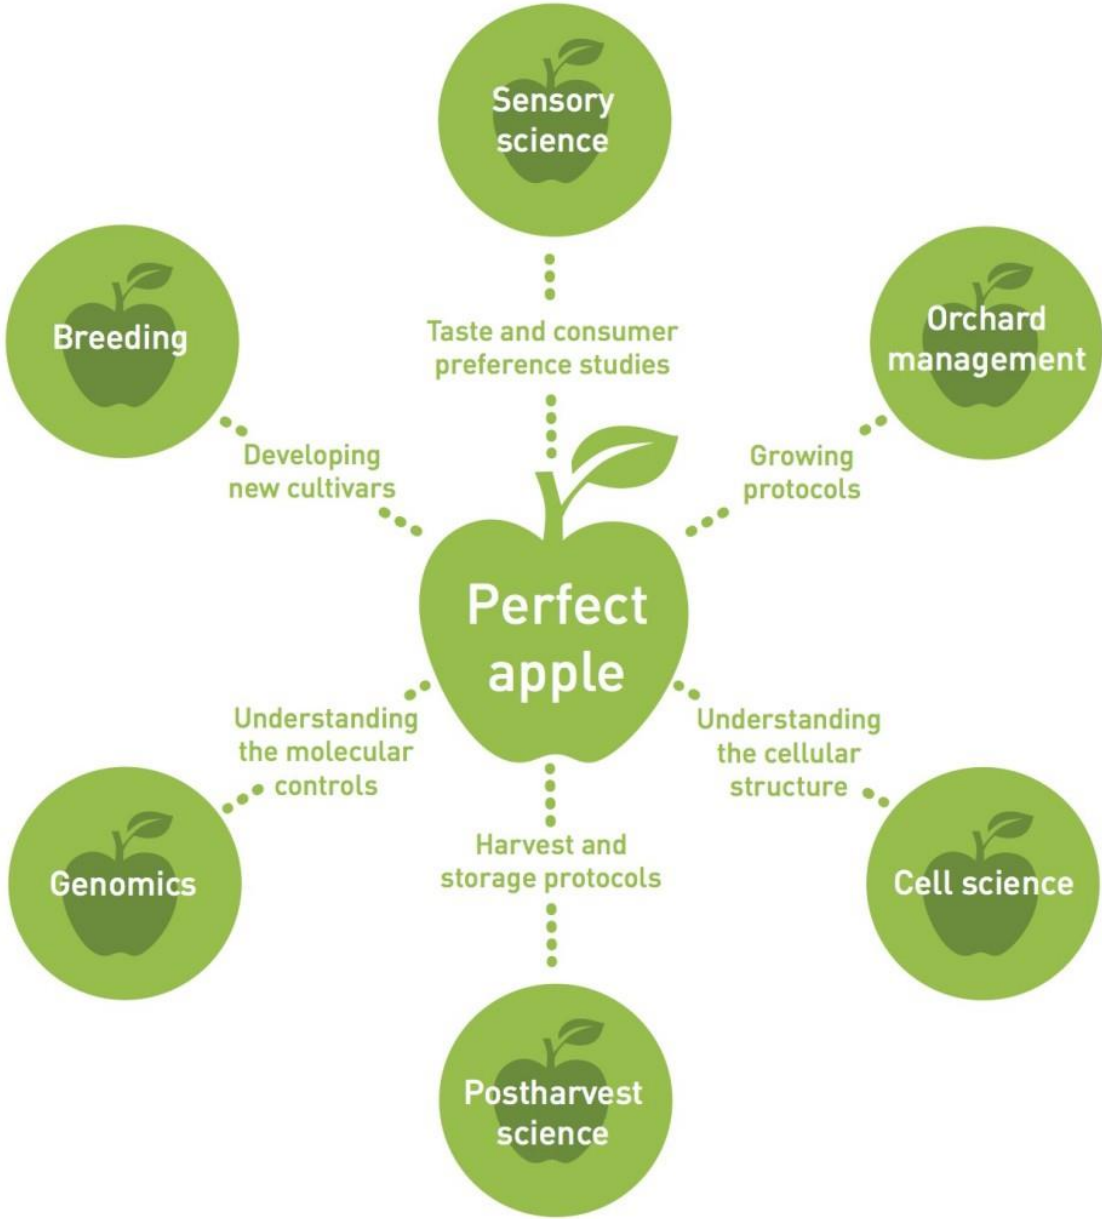 Sensory
science
Breeding
Orchard
management
Taste and consumer
preference studies
Developing
new cultivars
Growing
protocols
Perfect
apple
Understanding
the molecular
controls
Understanding
the cellular
structure
Harvest and
storage protocols
Genomics
Cell science
Postharvest
science